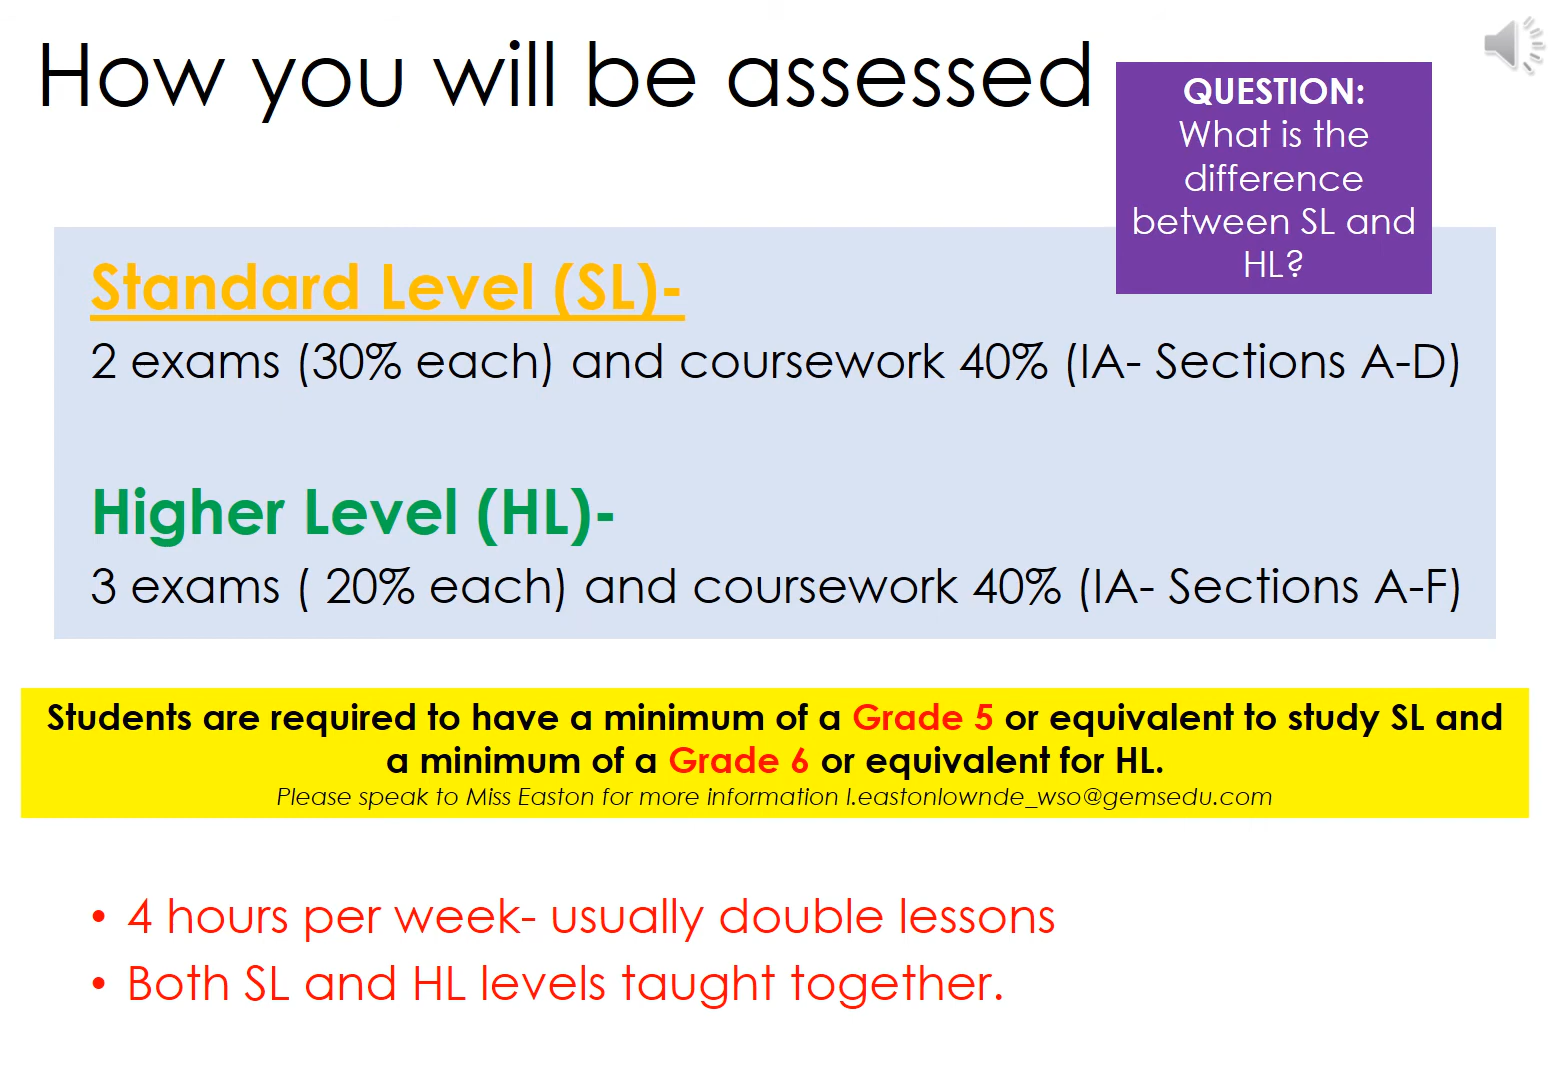 How you will be assessed
QUESTION:
What is the
difference
between SL and
HL?
Standard Level (SL)-
2 exams (30% each) and coursework 40% (IA- Sections A-D)
Higher Level (HL)-
3 exams ( 20% each) and coursework 40% (IA- Sections A-F)
Students are required to have a minimum of a Grade 5 or equivalent to study SL and
a minimum of a Grade 6 or equivalent for HL.
Please speak to Miss Easton for more information l.eastonlownde_wso@gemsedu.com
• 4 hours per week- usually double lessons
• Both SL and HL levels taught together.